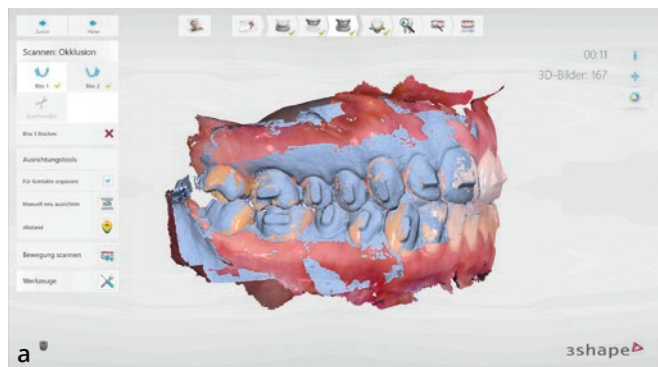 Zurück
Weiter
Scannen: Okklusion
Biss 1
Biss 2
Ausschneiden
Biss 1 löschen
Ausrichtungstools
Für Kontakte anpassen
Manuell neu ausrichten
Abstand
Bewegung scannen
Werkzeuge
00:11
3D-Bilder: 167
a
3shape